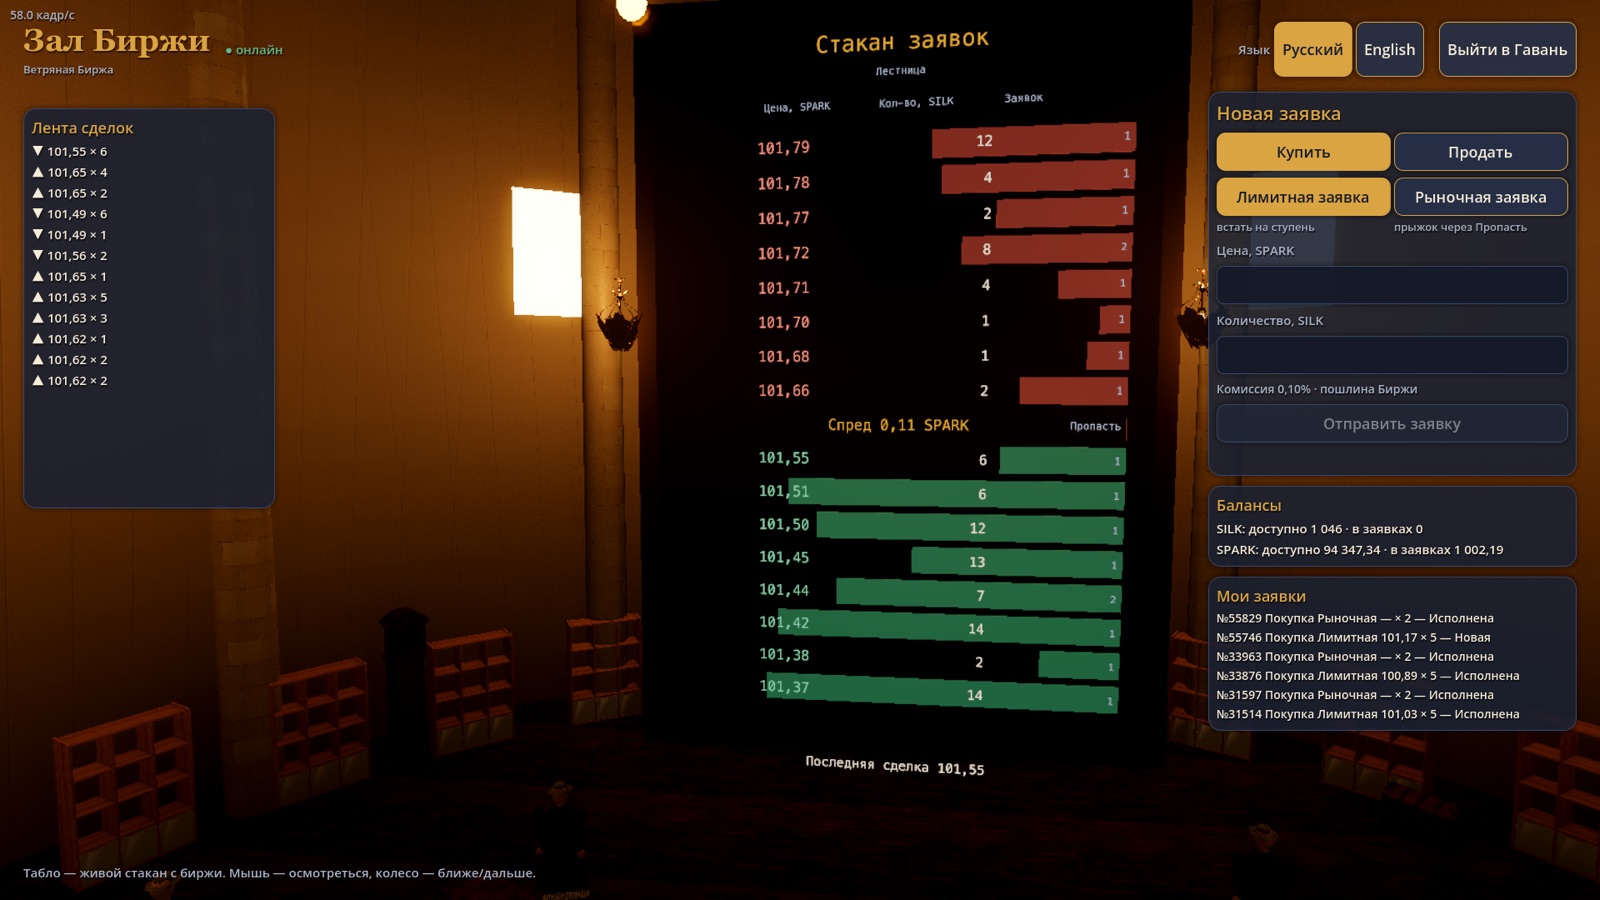 58.0 кадр/с
Зал Биржи
• онлайн
Ветряная Биржа
Язык
Русский
English
Выйти в Гавань
Лента сделок
▼ 101,55 × 6
▲ 101,65 × 4
▲ 101,65 × 2
▼ 101,49 × 6
▼ 101,49 × 1
▼ 101,56 × 2
▲ 101,65 × 1
▲ 101,63 × 5
▲ 101,63 × 3
▲ 101,62 × 1
▲ 101,62 × 2
▲ 101,62 × 2
Стакан заявок
Лестница
Цена, SPARK Кол-во, SILK Заявок
101,79 12 1
101,78 4 1
101,77 2 1
101,72 8 2
101,71 4 1
101,70 1 1
101,68 1 1
101,66 2 1
Спред 0,11 SPARK Пропасть
101,55 6 1
101,51 6 1
101,50 12 1
101,45 13 1
101,44 7 2
101,42 14 1
101,38 2 1
101,37 14 1
Последняя сделка 101,55
Новая заявка
Купить
Продать
Лимитная заявка
Рыночная заявка
встать на ступень
прыжок через Пропасть
Цена, SPARK
Количество, SILK
Комиссия 0,10% · пошлина Биржи
Отправить заявку
Балансы
SILK: доступно 1 046 · в заявках 0
SPARK: доступно 94 347,34 · в заявках 1 002,19
Мои заявки
№55829 Покупка Рыночная — × 2 — Исполнена
№55746 Покупка Лимитная 101,17 × 5 — Новая
№33963 Покупка Рыночная — × 2 — Исполнена
№33876 Покупка Лимитная 100,89 × 5 — Исполнена
№31597 Покупка Рыночная — × 2 — Исполнена
№31514 Покупка Лимитная 101,03 × 5 — Исполнена
Табло — живой стакан с биржи. Мышь — осмотреться, колесо — ближе/дальше.